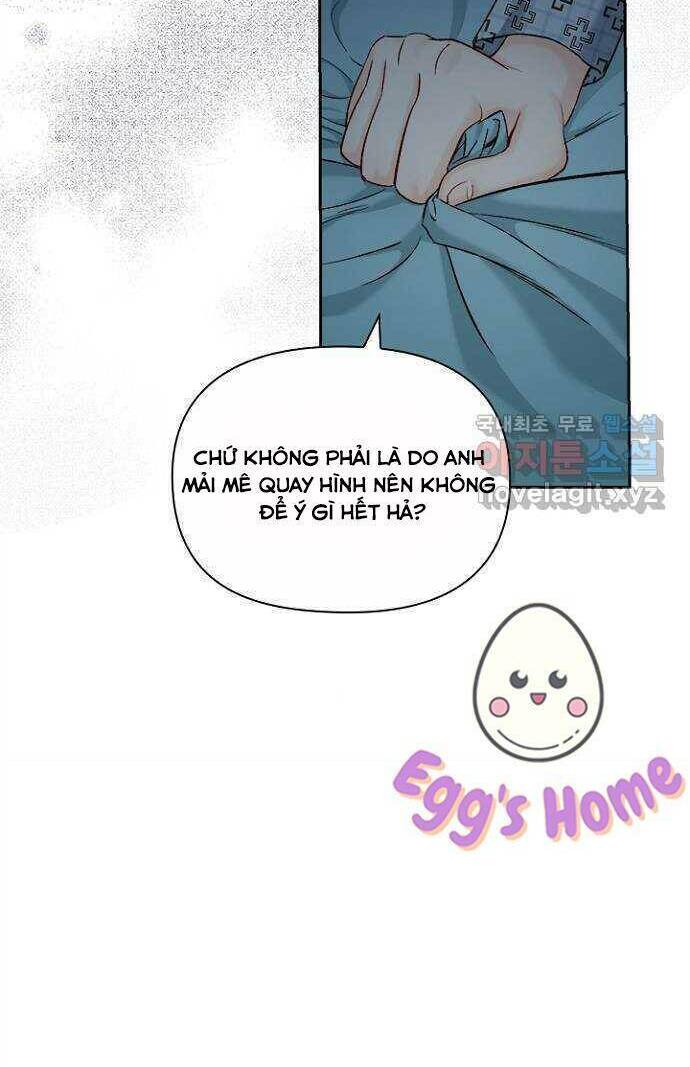 국내최초 무료 웹소설
아지툰소설
novelagit.xyz
CHỨ KHÔNG PHẢI LÀ DO ANH
MẢI MÊ QUAY HÌNH NÊN KHÔNG
ĐỂ Ý GÌ HẾT HẢ?
Egg's Home